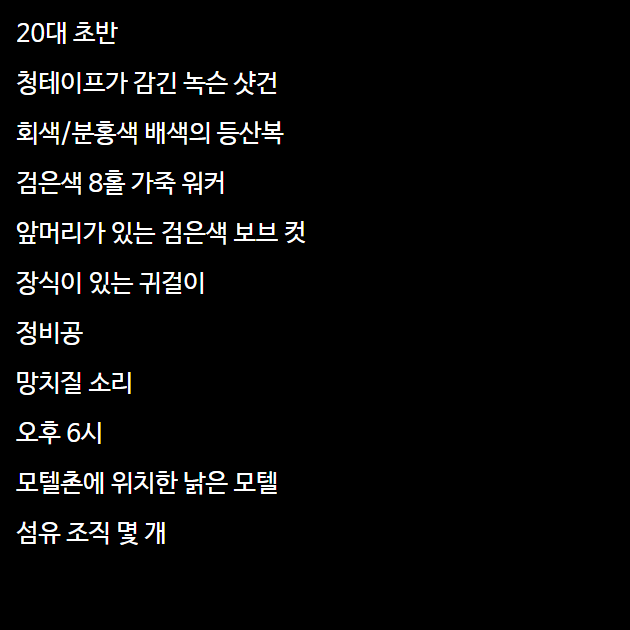 20대 초반
청테이프가 감긴 녹슨 샷건
회색/분홍색 배색의 등산복
검은색 8홀 가죽 워커
앞머리가 있는 검은색 보브 컷
장식이 있는 귀걸이
정비공
망치질 소리
오후 6시
모텔촌에 위치한 낡은 모텔
섬유 조직 몇 개